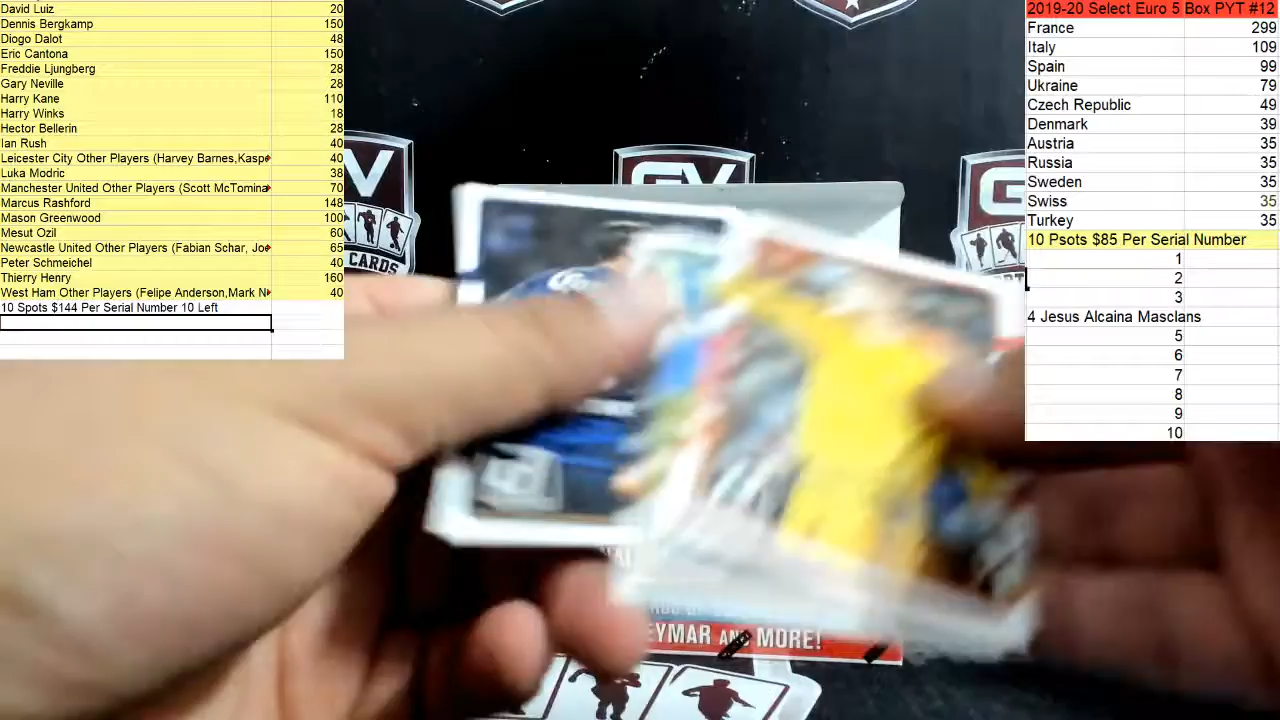 David Luiz 20
Dennis Bergkamp 150
Diogo Dalot 48
Eric Cantona 150
Freddie Ljungberg 28
Gary Neville 28
Harry Kane 110
Harry Winks 18
Hector Bellerin 28
Ian Rush 40
Leicester City Other Players (Harvey Barnes,Kaspe 40
Luka Modric 38
Manchester United Other Players (Scott McTomina 70
Marcus Rashford 148
Mason Greenwood 100
Mesut Ozil 60
Newcastle United Other Players (Fabian Schar, Joe 65
Peter Schmeichel 40
Thierry Henry 160
West Ham Other Players (Felipe Anderson,Mark N 40
10 Spots $144 Per Serial Number 10 Left
2019-20 Select Euro 5 Box PYT #12
France 299
Italy 109
Spain 99
Ukraine 79
Czech Republic 49
Denmark 39
Austria 35
Russia 35
Sweden 35
Swiss 35
Turkey 35
10 Psots $85 Per Serial Number
1
2
3
4 Jesus Alcaina Masclans
5
6
7
8
9
10
GV
V
G
CARDS
EYMAR AND MORE!